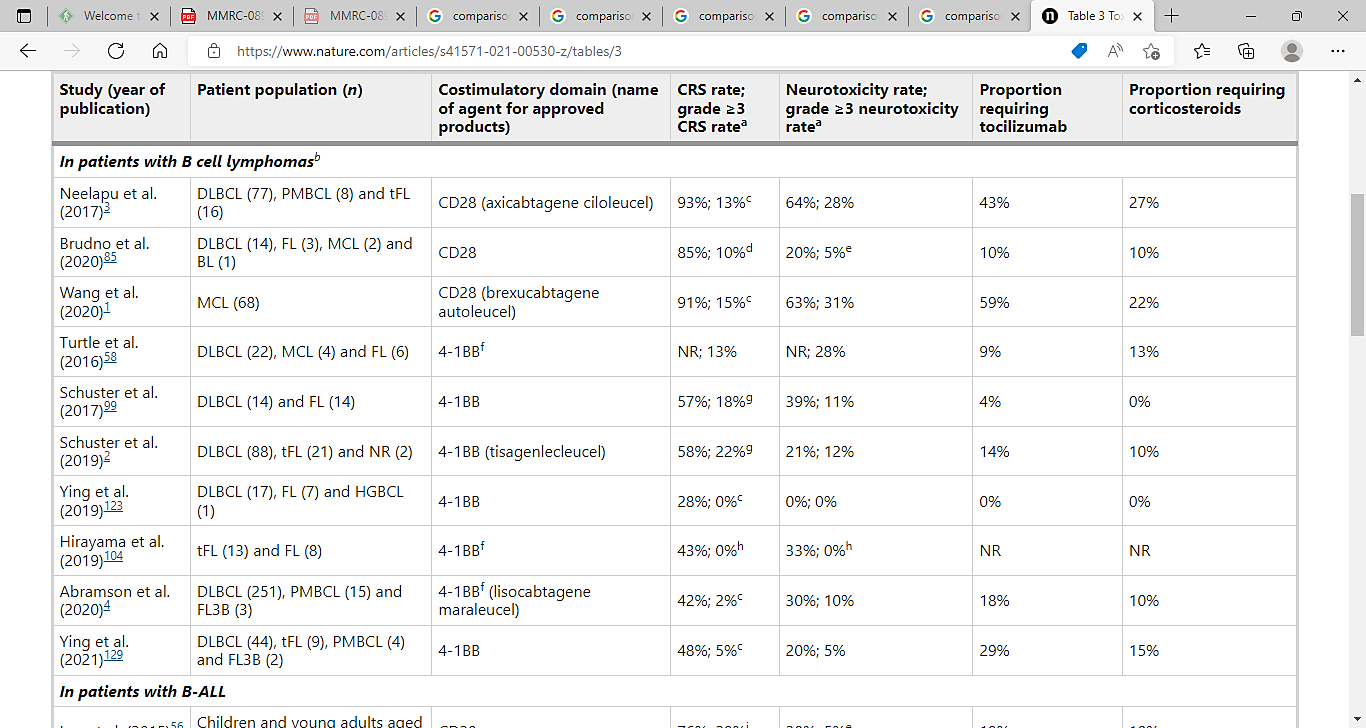 Welcome t
MMRC-08
MMRC-08
comparison
comparison
comparison
comparison
comparison
Table 3 Tox
https://www.nature.com/articles/s41571-021-00530-z/tables/3
Study (year of publication) Patient population (n) Costimulatory domain (name of agent for approved products) CRS rate; grade ≥3 CRS rateᵃ Neurotoxicity rate; grade ≥3 neurotoxicity rateᵃ Proportion requiring tocilizumab Proportion requiring corticosteroids
In patients with B cell lymphomasᵇ
Neelapu et al. (2017)3 DLBCL (77), PMBCL (8) and tFL (16) CD28 (axicabtagene ciloleucel) 93%; 13%ᶜ 64%; 28% 43% 27%
Brudno et al. (2020)85 DLBCL (14), FL (3), MCL (2) and BL (1) CD28 85%; 10%ᵈ 20%; 5%ᵉ 10% 10%
Wang et al. (2020)1 MCL (68) CD28 (brexucabtagene autoleucel) 91%; 15%ᶜ 63%; 31% 59% 22%
Turtle et al. (2016)58 DLBCL (22), MCL (4) and FL (6) 4-1BBᶠ NR; 13% NR; 28% 9% 13%
Schuster et al. (2017)99 DLBCL (14) and FL (14) 4-1BB 57%; 18%ᵍ 39%; 11% 4% 0%
Schuster et al. (2019)2 DLBCL (88), tFL (21) and NR (2) 4-1BB (tisagenlecleucel) 58%; 22%ᵍ 21%; 12% 14% 10%
Ying et al. (2019)123 DLBCL (17), FL (7) and HGBCL (1) 4-1BB 28%; 0%ᶜ 0%; 0% 0% 0%
Hirayama et al. (2019)104 tFL (13) and FL (8) 4-1BBᶠ 43%; 0%ʰ 33%; 0%ʰ NR NR
Abramson et al. (2020)4 DLBCL (251), PMBCL (15) and FL3B (3) 4-1BBᶠ (lisocabtagene maraleucel) 42%; 2%ᶜ 30%; 10% 18% 10%
Ying et al. (2021)129 DLBCL (44), tFL (9), PMBCL (4) and FL3B (2) 4-1BB 48%; 5%ᶜ 20%; 5% 29% 15%
In patients with B-ALL
Children and young adults aged